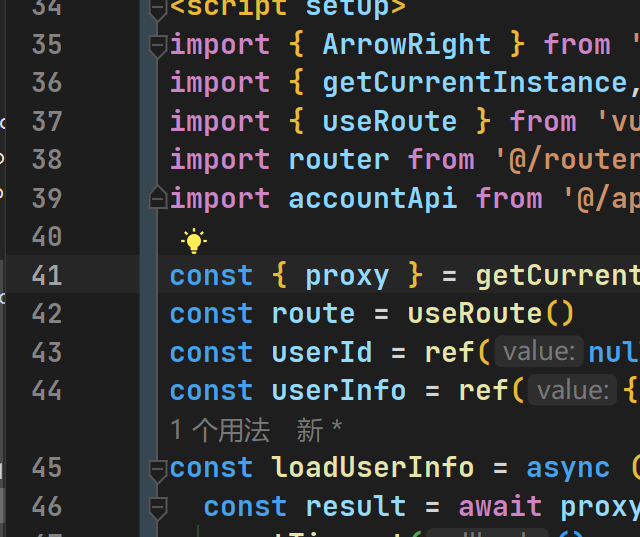 34 <script setup>
35 import { ArrowRight } from '
36 import { getCurrentInstance,
37 import { useRoute } from 'vu
38 import router from '@/router
39 import accountApi from '@/ap
40
41 const { proxy } = getCurrent
42 const route = useRoute()
43 const userId = ref( value: null
44 const userInfo = ref( value: {
1 个用法 新 *
45 const loadUserInfo = async (
46 const result = await proxy